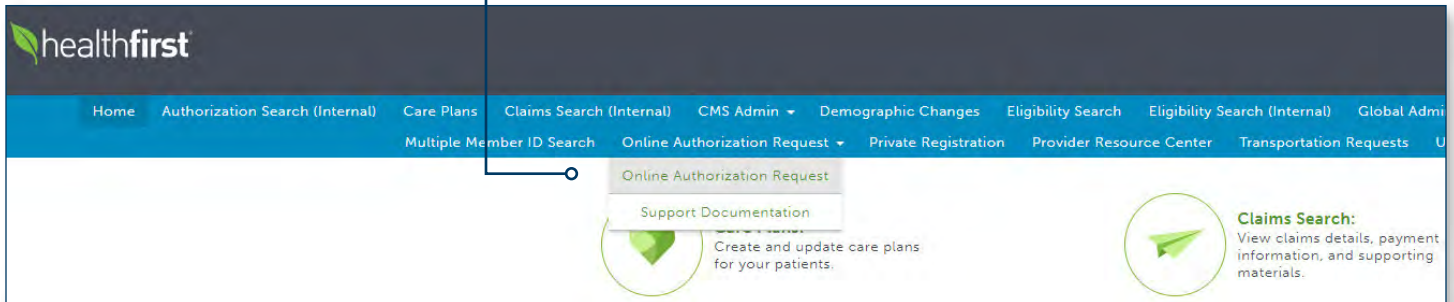 healthfirst
Home Authorization Search (Internal) Care Plans Claims Search (Internal) CMS Admin Demographic Changes Eligibility Search Eligibility Search (Internal) Global Admi
Multiple Member ID Search Online Authorization Request Private Registration Provider Resource Center Transportation Requests U
Online Authorization Request
Support Documentation
Create and update care plans
for your patients.
Claims Search:
View claims details, payment
information, and supporting
materials.